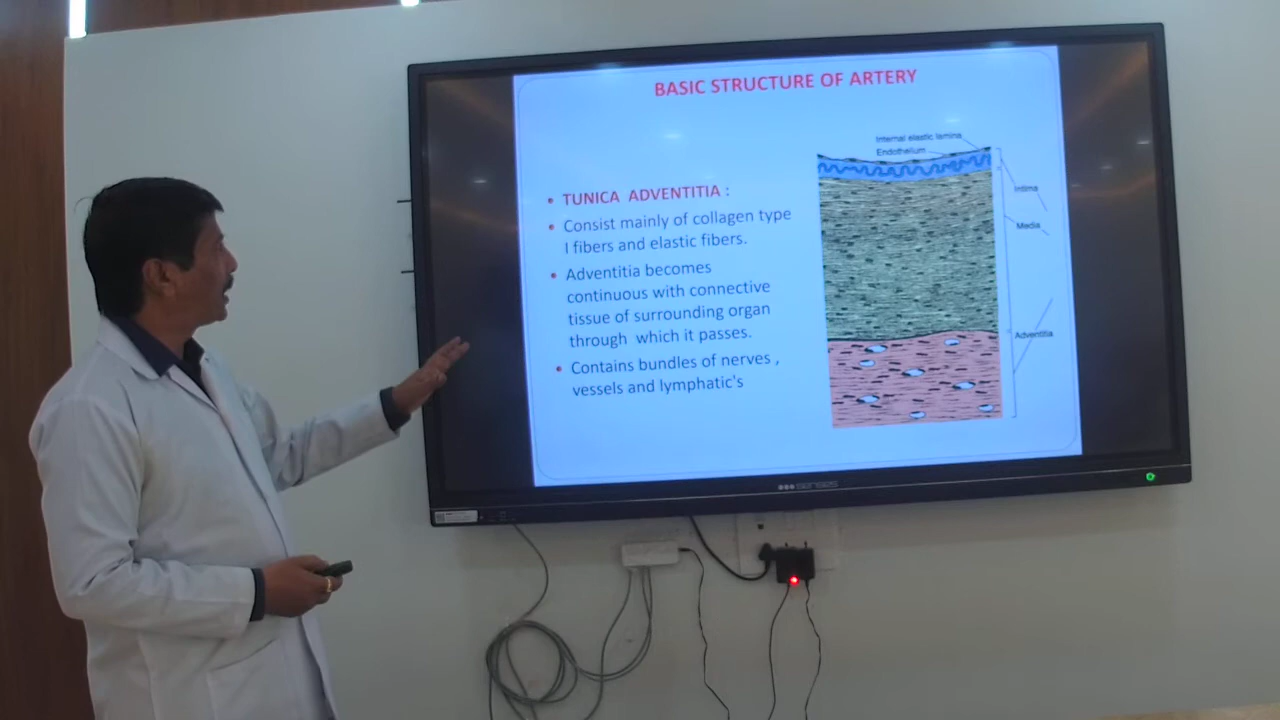 BASIC STRUCTURE OF ARTERY
Internal elastic lamina
Endothelium
• TUNICA ADVENTITIA :
• Consist mainly of collagen type
I fibers and elastic fibers.
• Adventitia becomes
continuous with connective
tissue of surrounding organ
through which it passes.
• Contains bundles of nerves ,
vessels and lymphatic's
Intima
Media
Adventitia
senses